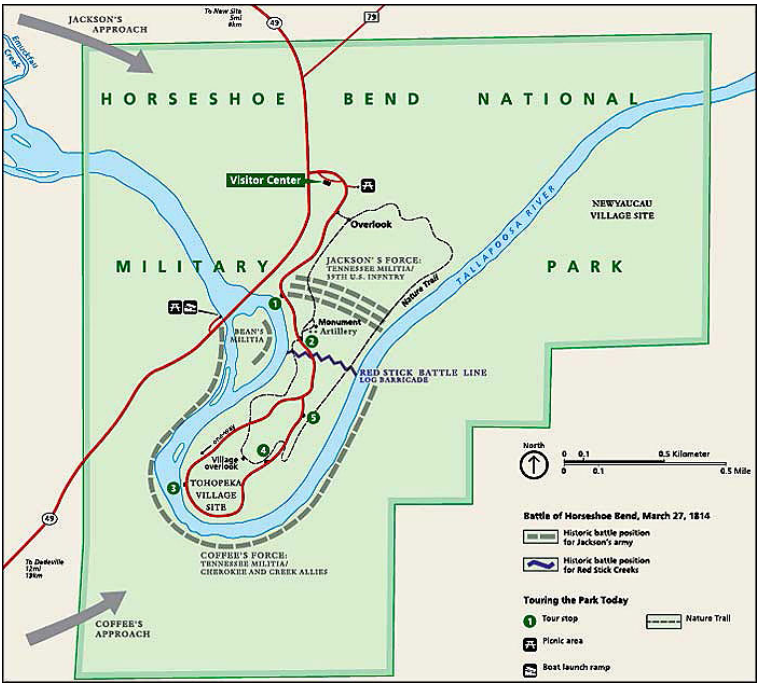 JACKSON'S
APPROACH
To New Site
5mi
8km
49
79
Emuckfau
Creek
HORSESHOE BEND NATIONAL
Visitor Center
Overlook
NEWYAUCAU
VILLAGE SITE
TALLAPOOSA RIVER
MILITARY PARK
JACKSON' S FORCE:
TENNESSEE MILITIA/
39TH U.S. INFNTRY
Nature Trail
1
Monument
Artillery
BEAN'S
MILITIA
2
RED STICK BATTLE LINE
LOG BARRICADE
5
one-way
4
Village
overlook
3
TOHOPEKA
VILLAGE
SITE
49
To Dadeville
12mi
19km
COFFEE'S FORCE:
TENNESSEE MILITIA/
CHEROKEE AND CREEK ALLIES
COFFEE'S
APPROACH
North
0 0.1 0.5 Kilometer
0 0.1 0.5 Mile
Battle of Horseshoe Bend, March 27, 1814
Historic battle position
for Jackson's army
Historic battle position
for Red Stick Creeks
Touring the Park Today
1 Tour stop
Nature Trail
Picnic area
Boat launch ramp